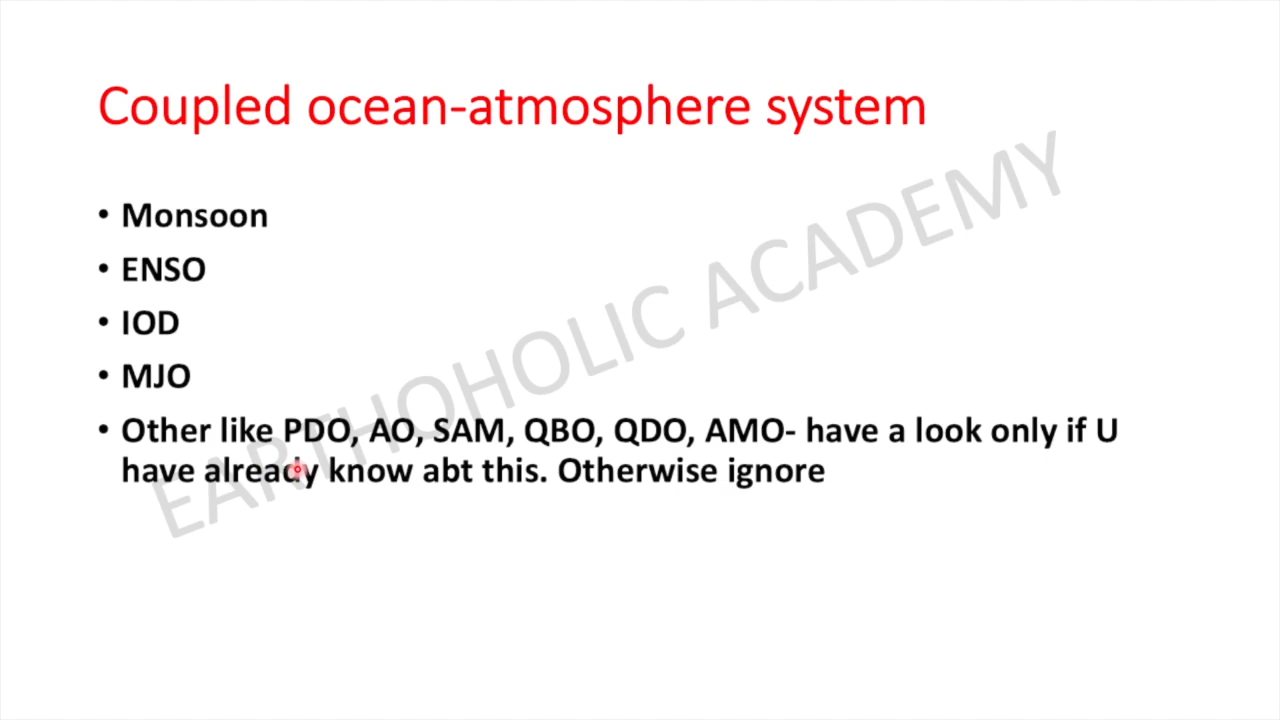 Coupled ocean-atmosphere system
• Monsoon
• ENSO
• IOD
• MJO
• Other like PDO, AO, SAM, QBO, QDO, AMO- have a look only if U
have already know abt this. Otherwise ignore
EARTHOHOLIC ACADEMY